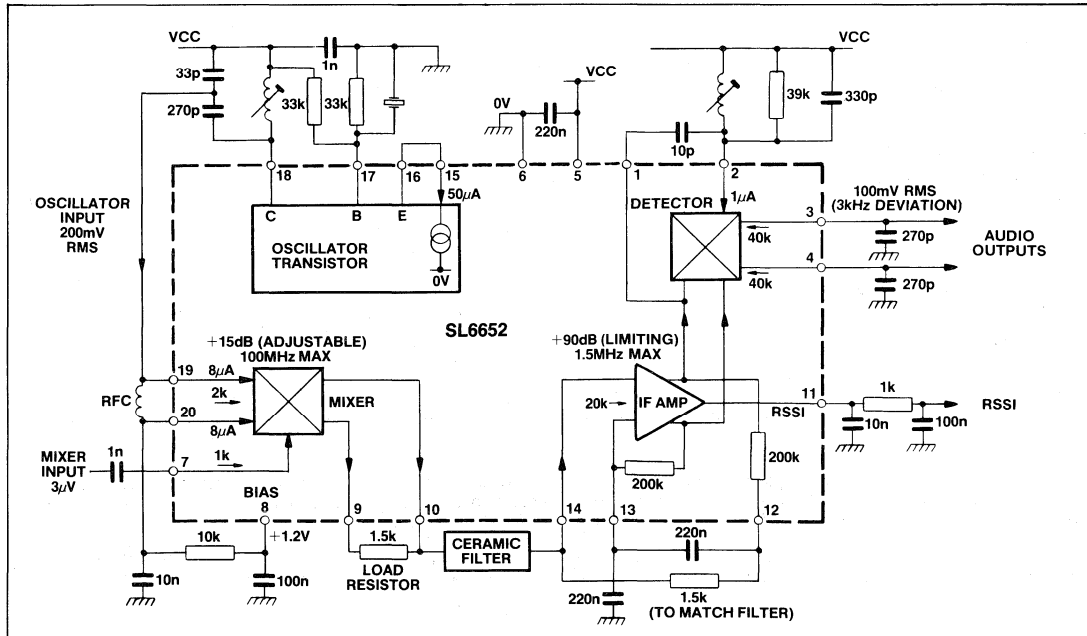 VCC
33p
270p
1n
33k
33k
0V
220n
VCC
VCC
39k
330p
10p
18
17
16
15
6
5
1
2
OSCILLATOR
INPUT
200mV
RMS
C
B
E
50µA
OSCILLATOR
TRANSISTOR
0V
1µA
DETECTOR
100mV RMS
(3kHz DEVIATION)
3
40k
270p
AUDIO
OUTPUTS
4
40k
270p
SL6652
+15dB (ADJUSTABLE)
100MHz MAX
+90dB (LIMITING)
1.5MHz MAX
19
8µA
RFC
2k
MIXER
20
8µA
20k
IF AMP
RSSI
11
1k
RSSI
10n
100n
MIXER
INPUT
3µV
1n
7
1k
200k
200k
BIAS
8
+1.2V
9
10
14
13
12
10k
1.5k
LOAD
RESISTOR
CERAMIC
FILTER
220n
10n
100n
220n
1.5k
(TO MATCH FILTER)